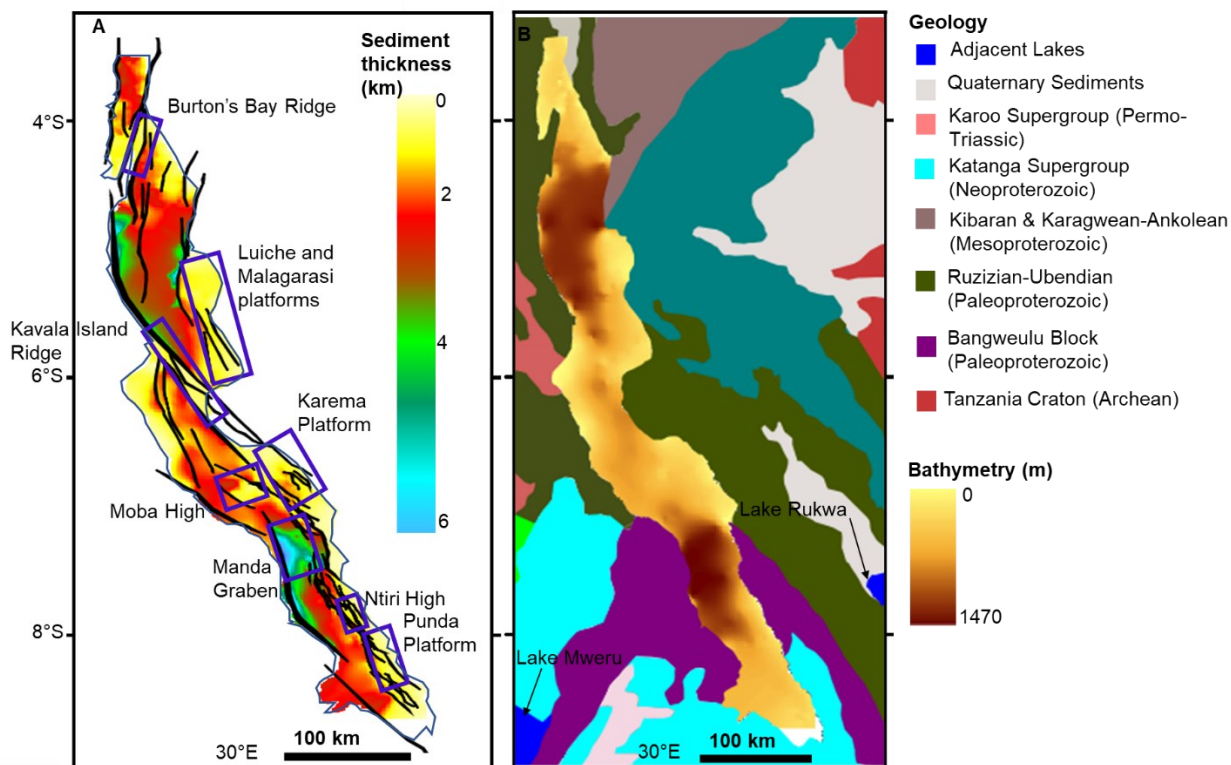 A
Sediment
thickness
(km)
0
2
4
6
Burton's Bay Ridge
4°S
Luiche and
Malagarasi
platforms
Kavala Island
Ridge
6°S
Karema
Platform
Moba High
Manda
Graben
Ntiri High
Punda
Platform
8°S
30°E
100 km
B
Lake Rukwa
Lake Mweru
30°E
100 km
Geology
Adjacent Lakes
Quaternary Sediments
Karoo Supergroup (Permo-
Triassic)
Katanga Supergroup
(Neoproterozoic)
Kibaran & Karagwean-Ankolean
(Mesoproterozoic)
Ruzizian-Ubendian
(Paleoproterozoic)
Bangweulu Block
(Paleoproterozoic)
Tanzania Craton (Archean)
Bathymetry (m)
0
1470